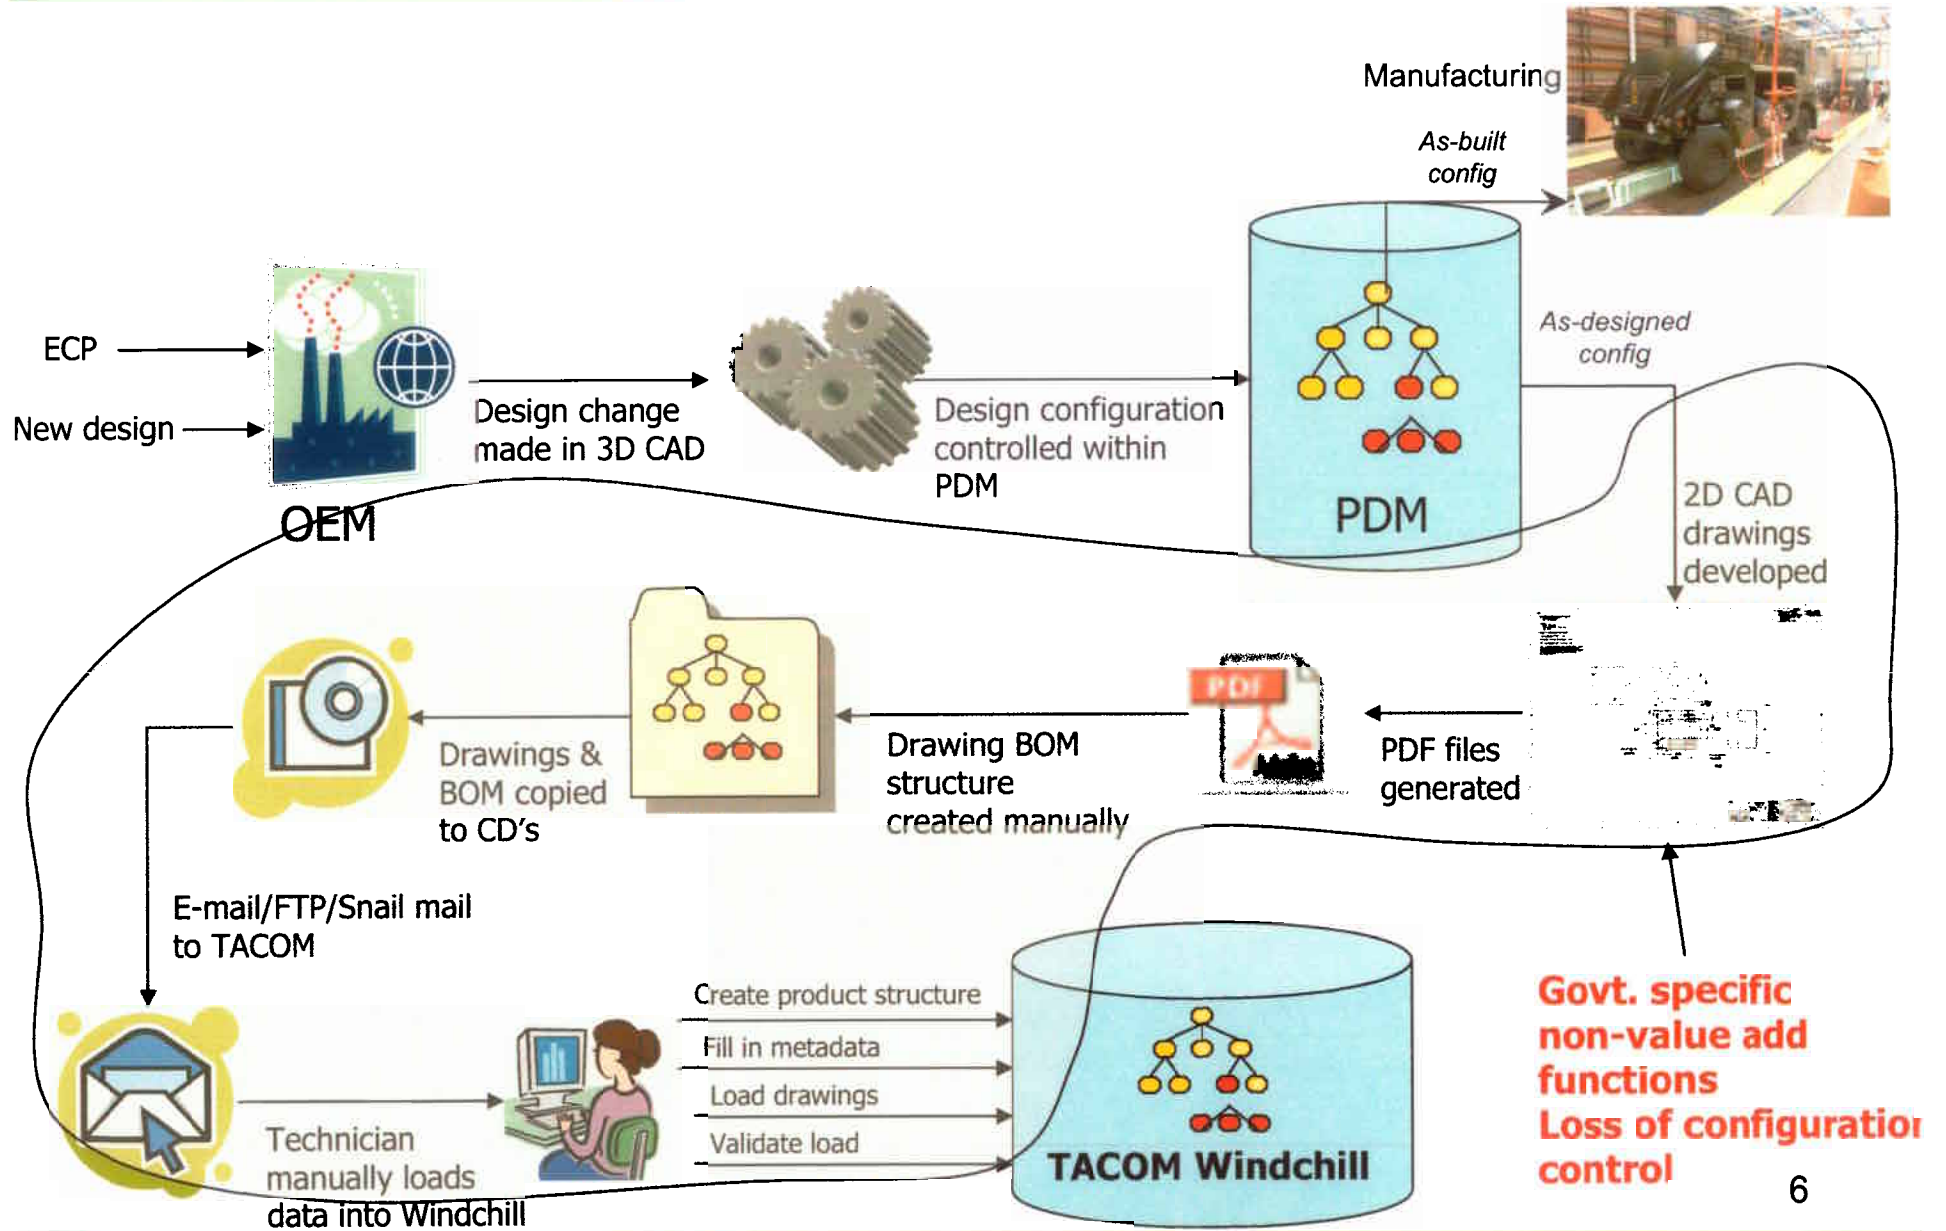 Manufacturing
As-built
config
ECP
New design
OEM
Design change
made in 3D CAD
Design configuration
controlled within
PDM
PDM
As-designed
config
2D CAD
drawings
developed
PDF files
generated
PDF
Drawing BOM
structure
created manually
Drawings &
BOM copied
to CD's
E-mail/FTP/Snail mail
to TACOM
Technician
manually loads
data into Windchill
Create product structure
Fill in metadata
Load drawings
Validate load
TACOM Windchill
Govt. specific
non-value add
functions
Loss of configuration
control
6